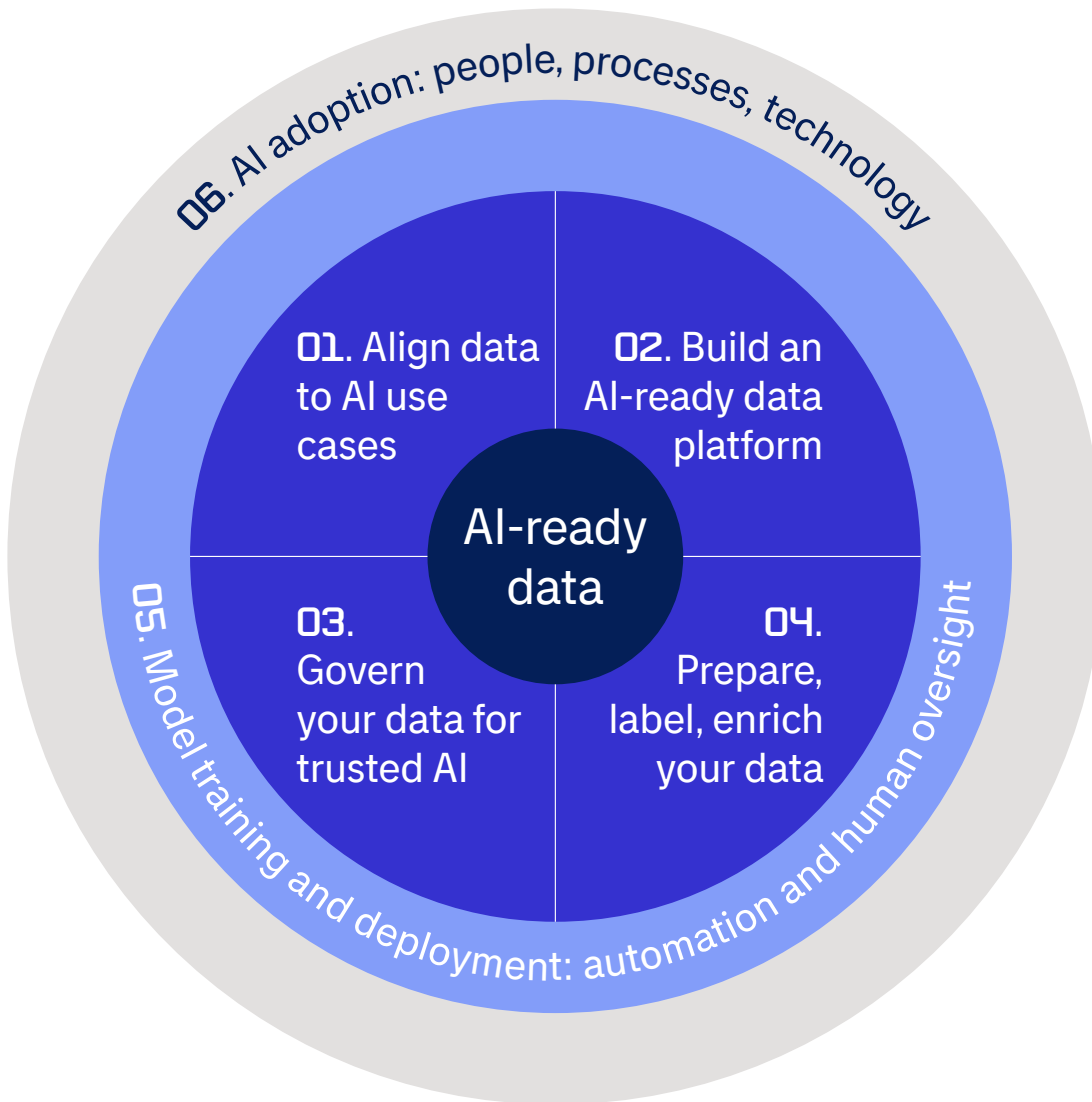 06. AI adoption: people, processes, technology
01. Align data
to AI use
cases
02. Build an
AI-ready data
platform
AI-ready
data
03.
Govern
your data for
trusted AI
04.
Prepare,
label, enrich
your data
05. Model training and deployment: automation and human oversight